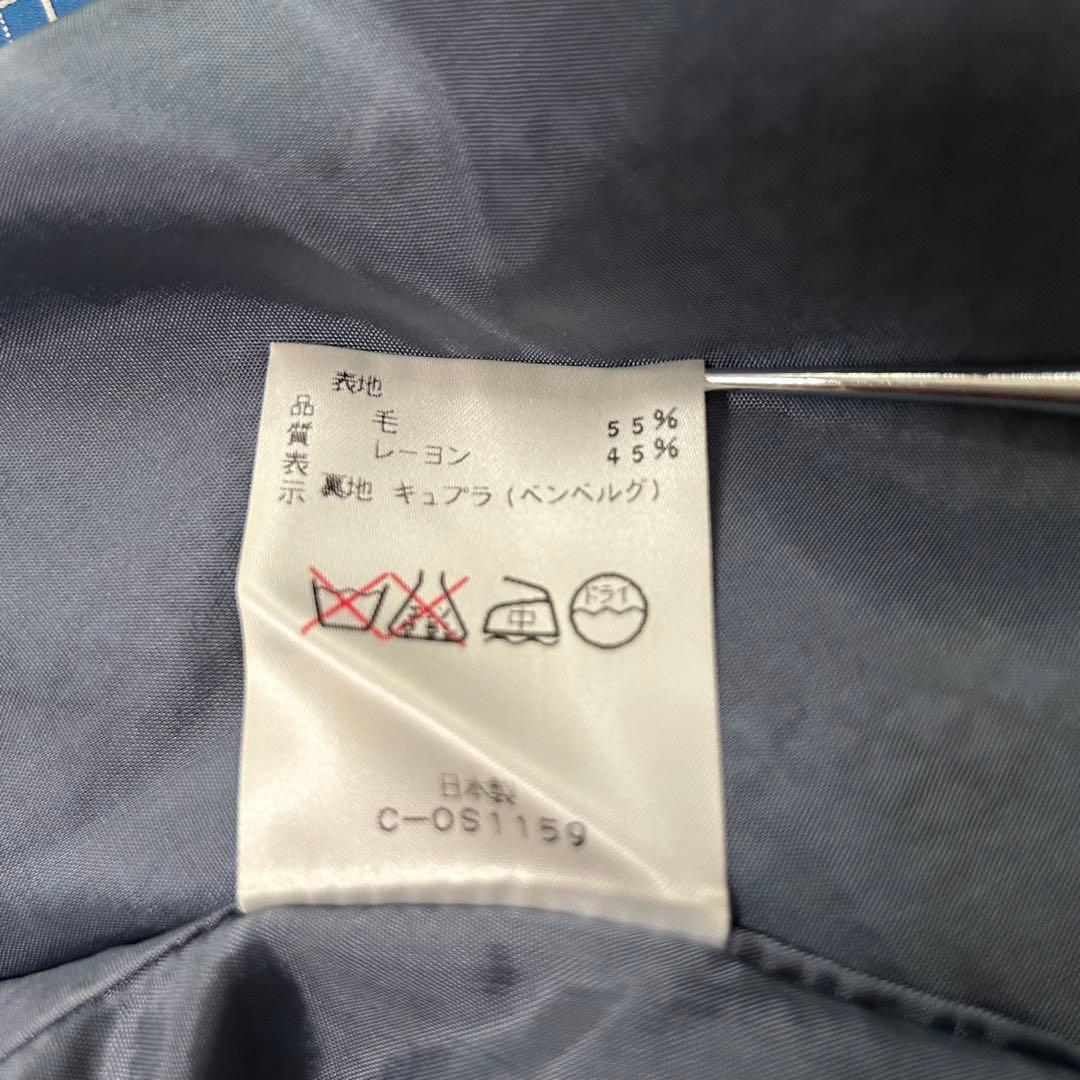 品質表示
表地
毛 55%
レーヨン 45%
裏地 キュプラ(ベンベルグ)
中
ドライ
日本製
C-OS1159